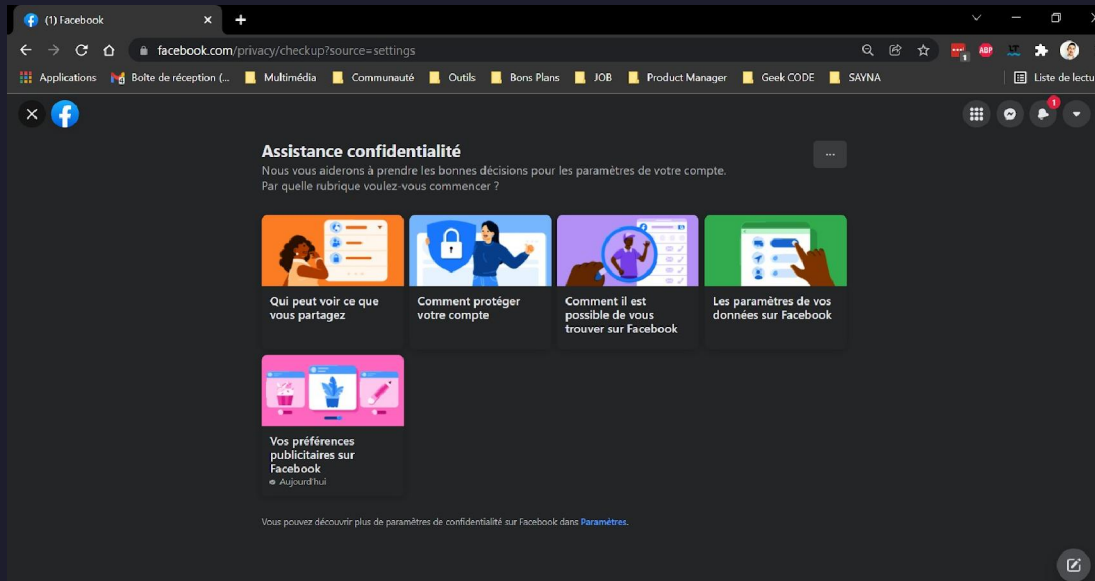 (1) Facebook
facebook.com/privacy/checkup?source=settings
1
ABP
LT
Applications
Boîte de réception (...
Multimédia
Communauté
Outils
Bons Plans
JOB
Product Manager
Geek CODE
SAYNA
Liste de lectu
1
Assistance confidentialité
Nous vous aiderons à prendre les bonnes décisions pour les paramètres de votre compte.
Par quelle rubrique voulez-vous commencer ?
Qui peut voir ce que
vous partagez
Comment protéger
votre compte
Comment il est
possible de vous
trouver sur Facebook
Les paramètres de vos
données sur Facebook
Vos préférences
publicitaires sur
Facebook
Aujourd'hui
Vous pouvez découvrir plus de paramètres de confidentialité sur Facebook dans Paramètres.